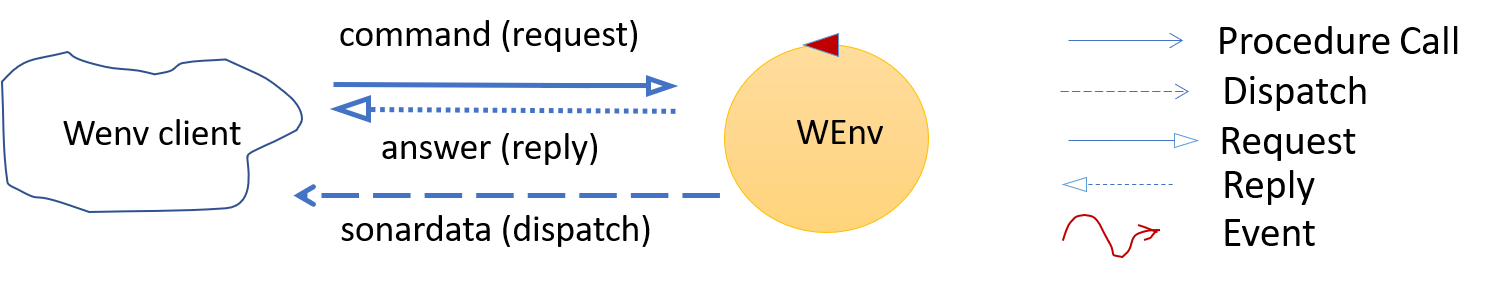 command (request)
Wenv client
answer (reply)
sonardata (dispatch)
WEnv
Procedure Call
Dispatch
Request
Reply
Event